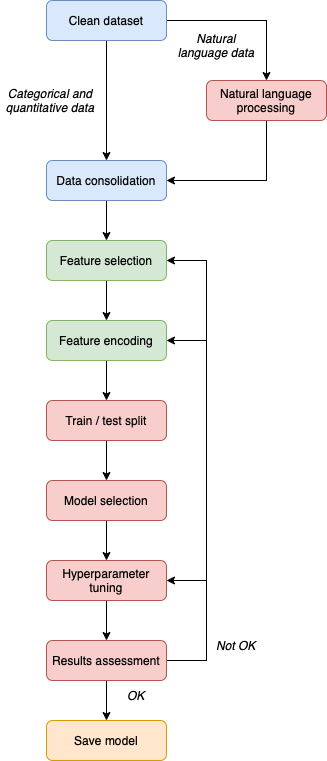 Clean dataset
Natural
language data
Categorical and
quantitative data
Natural language
processing
Data consolidation
Feature selection
Feature encoding
Train / test split
Model selection
Hyperparameter
tuning
Results assessment
Not OK
OK
Save model